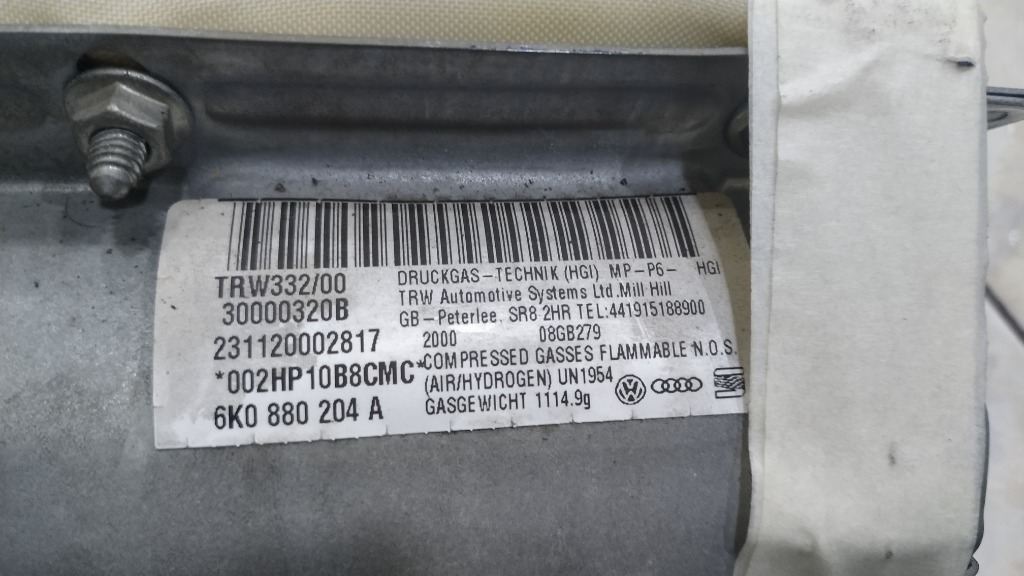 TRW332/00
30000320B
231120002817
*002HP10B8CMC*
6K0 880 204 A
DRUCKGAS-TECHNIK (HGI) MP-P6- HGI
TRW Automotive Systems Ltd. Mill Hill
GB-Peterlee. SR8 2HR TEL:441915188900
2000 08GB279
COMPRESSED GASSES FLAMMABLE N.O.S.
(AIR/HYDROGEN) UN1954
GASGEWICHT 1114.9g